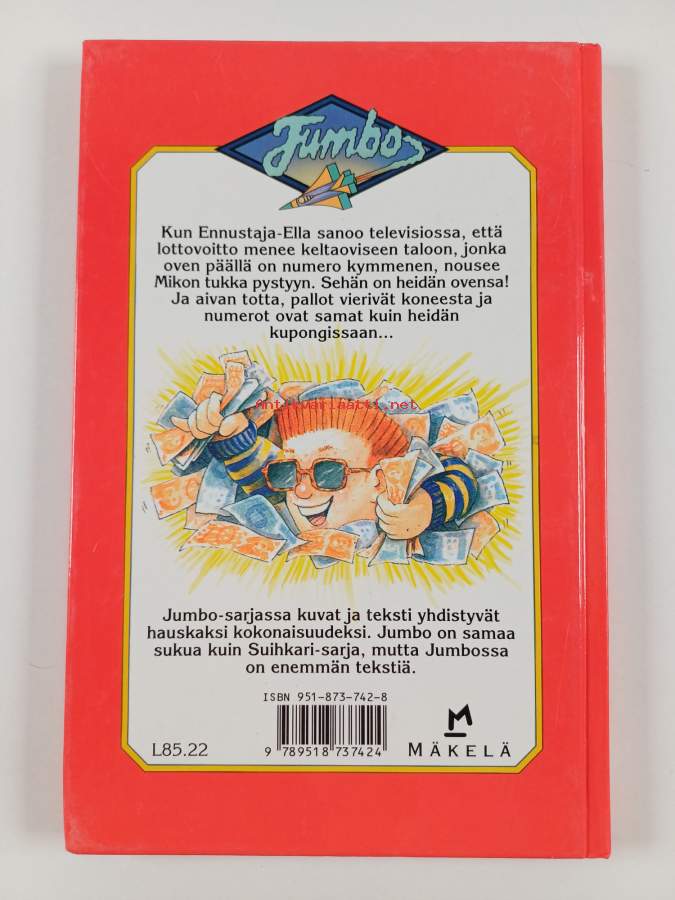 Jumbo
Kun Ennustaja-Ella sanoo televisiossa, että
lottovoitto menee keltaoviseen taloon, jonka
oven päällä on numero kymmenen, nousee
Mikon tukka pystyyn. Sehän on heidän ovensa!
Ja aivan totta, pallot vierivät koneesta ja
numerot ovat samat kuin heidän
kupongissaan...
Antikvariaatti.net
Jumbo-sarjassa kuvat ja teksti yhdistyvät
hauskaksi kokonaisuudeksi. Jumbo on samaa
sukua kuin Suihkari-sarja, mutta Jumbossa
on enemmän tekstiä.
ISBN 951-873-742-8
L85.22
9 789518 737424
M
MÄKELÄ